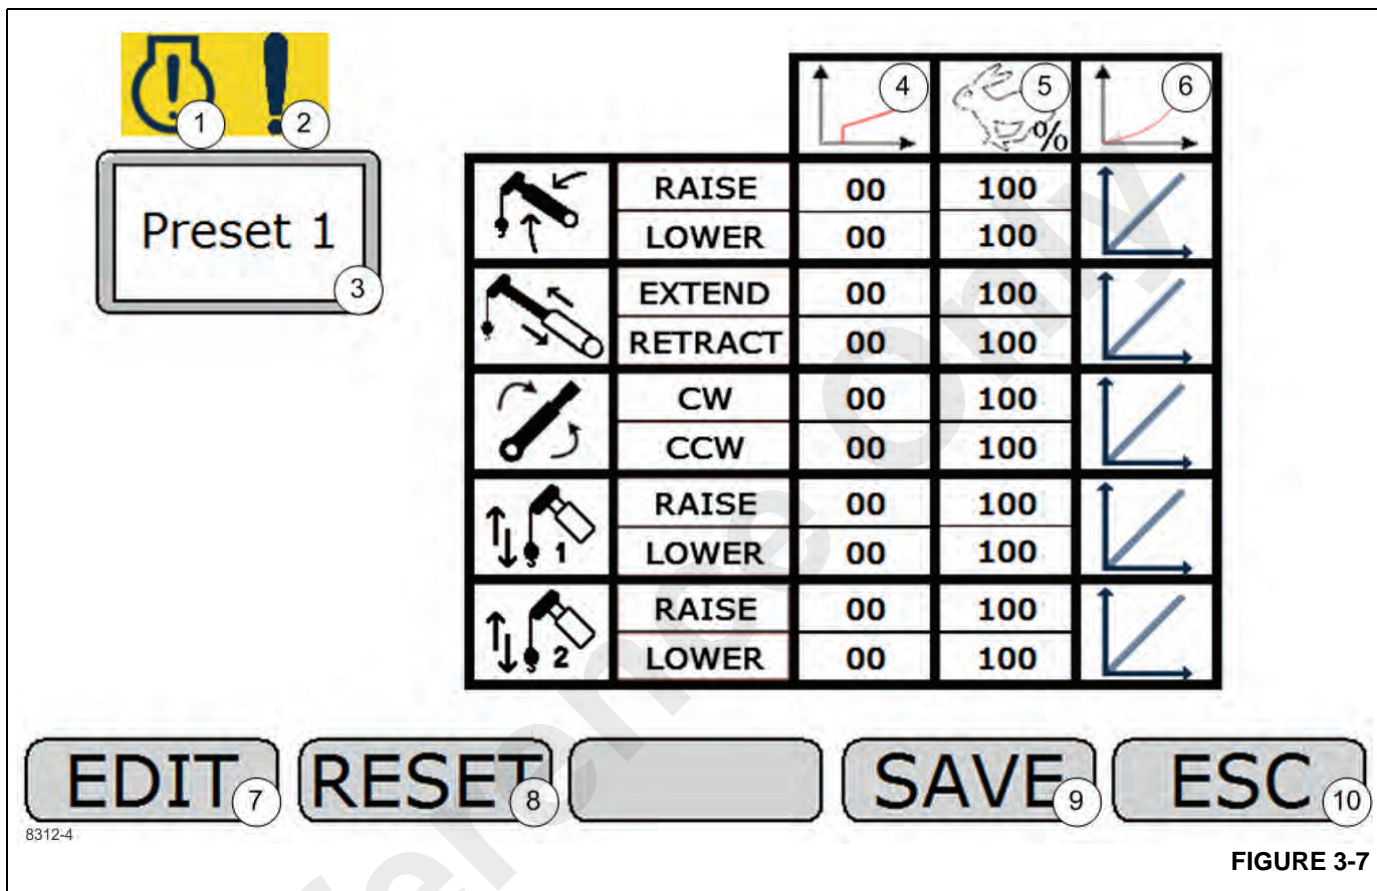 1 2
Preset 1
3
4 5 6
%
RAISE 00 100
LOWER 00 100
EXTEND 00 100
RETRACT 00 100
CW 00 100
CCW 00 100
1 RAISE 00 100
LOWER 00 100
2 RAISE 00 100
LOWER 00 100
EDIT 7 RESET 8 SAVE 9 ESC 10
8312-4
FIGURE 3-7